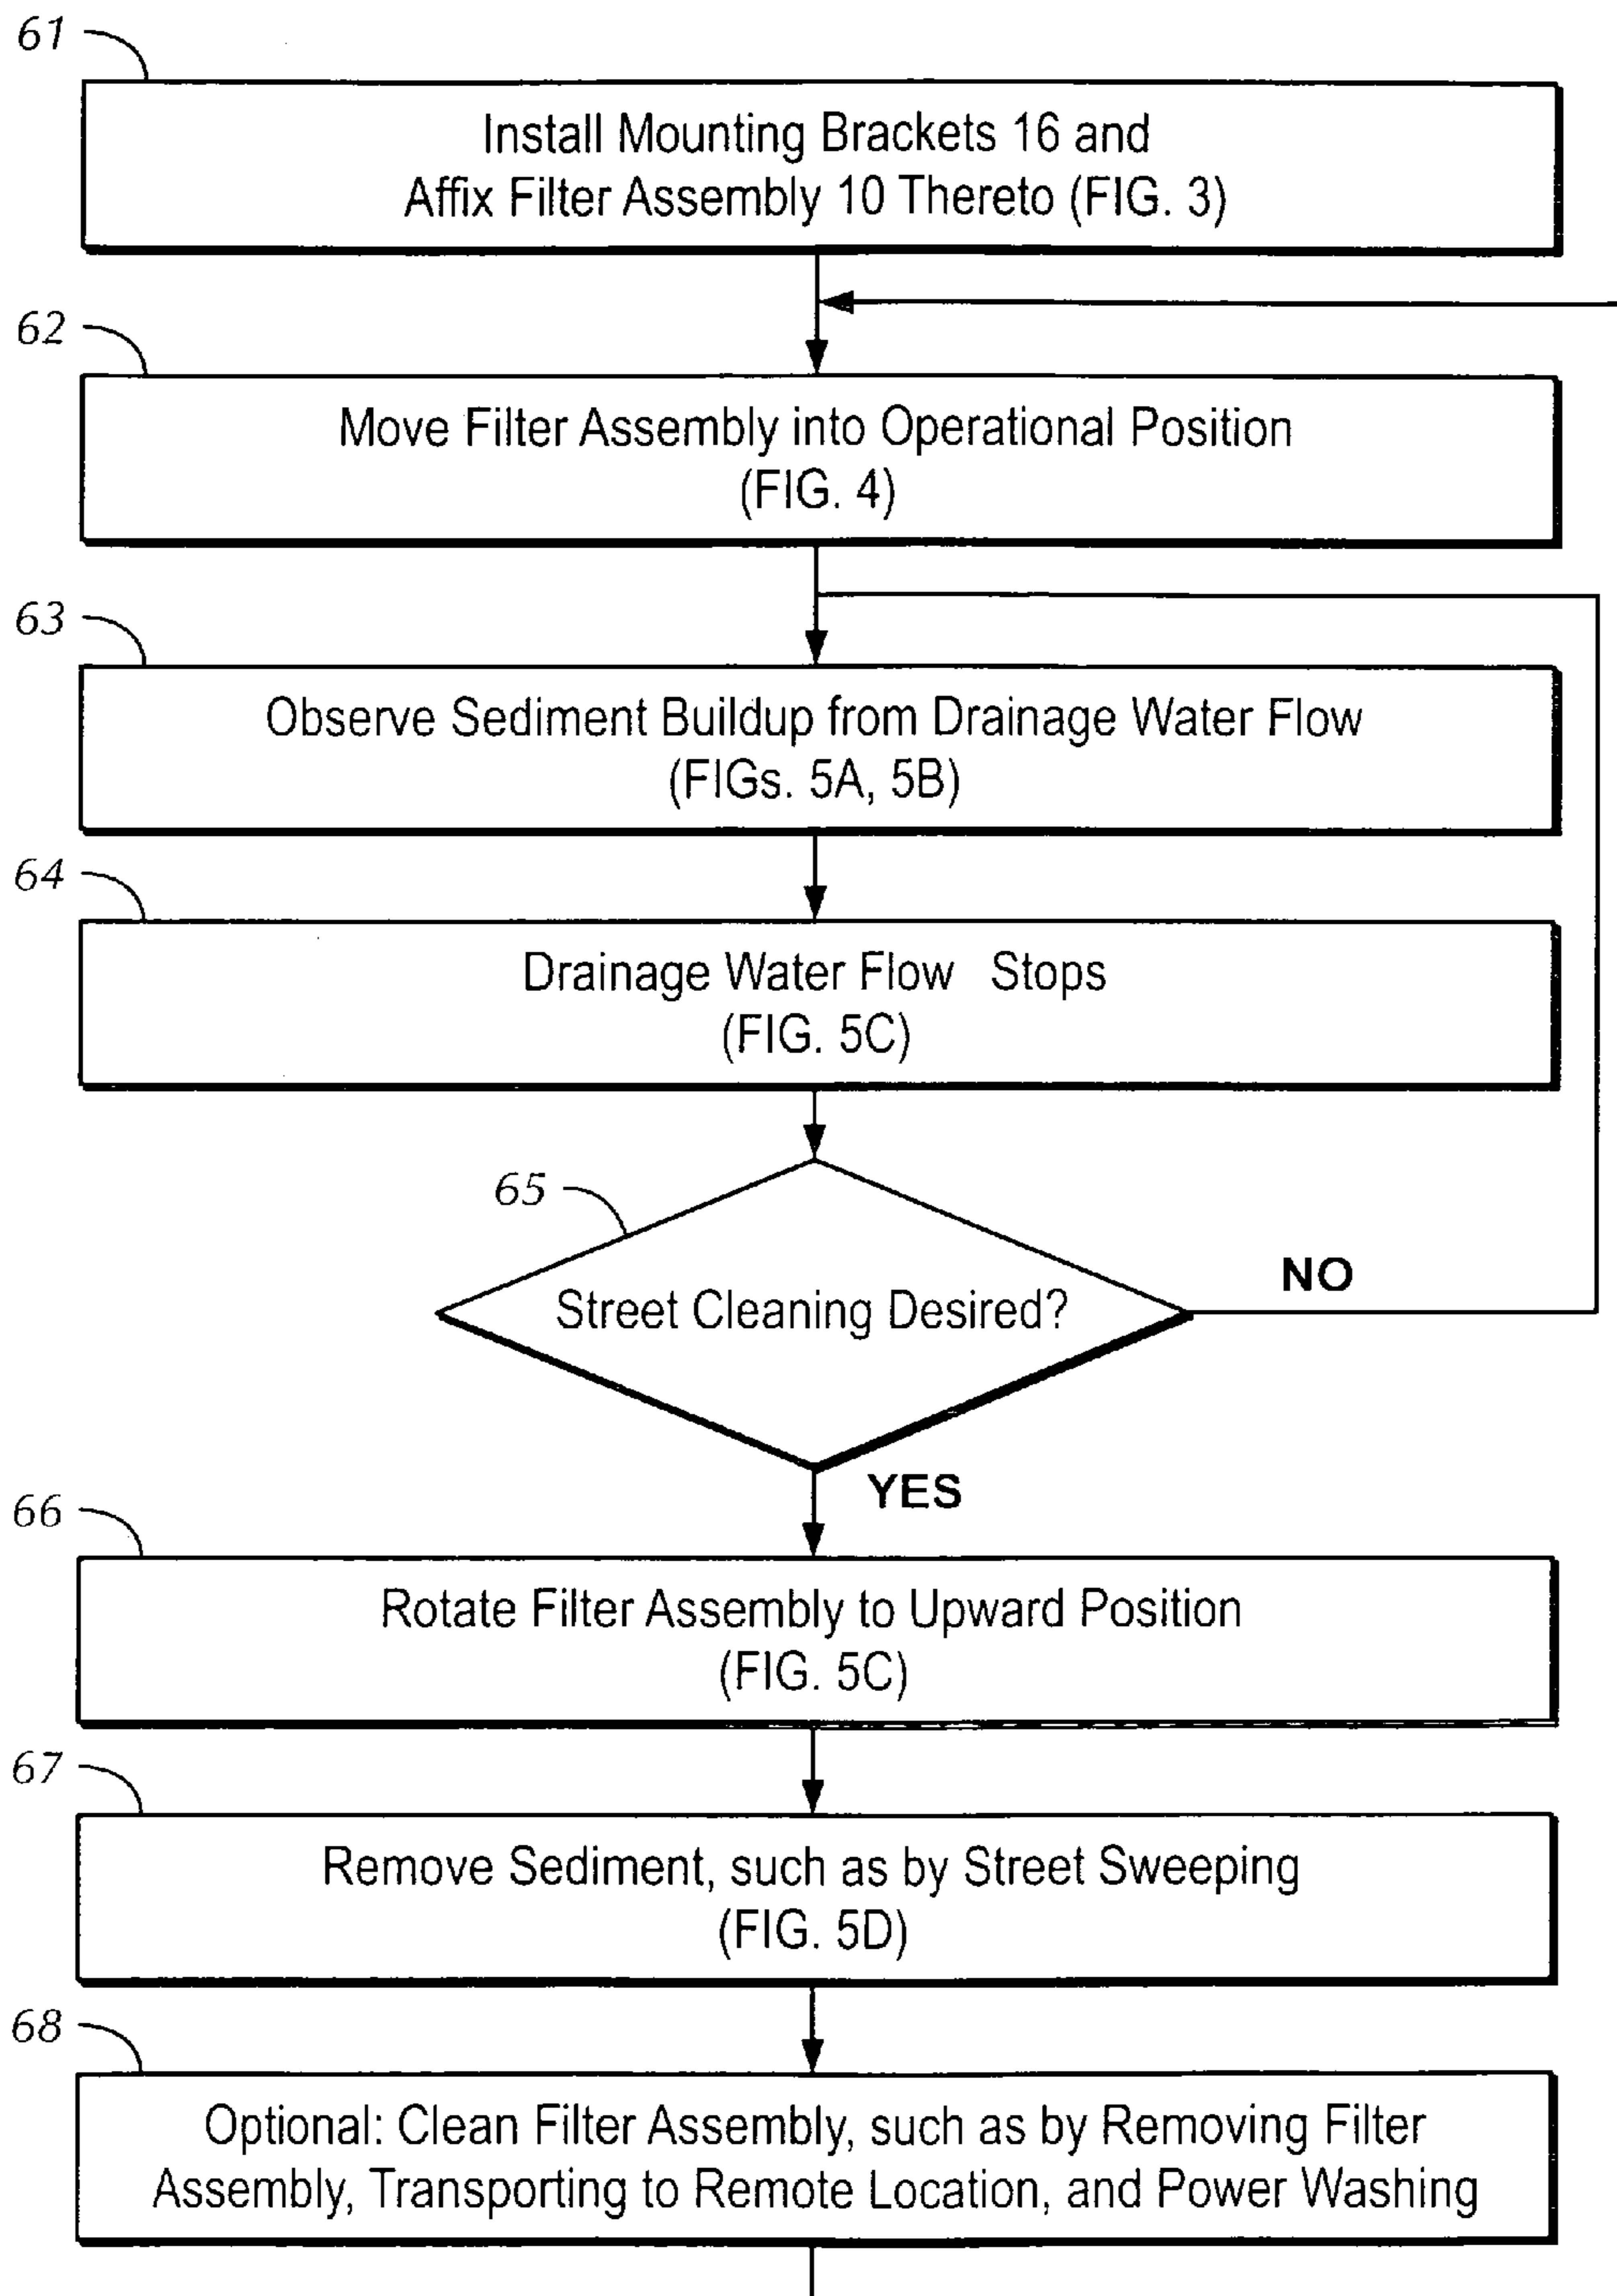 61
Install Mounting Brackets 16 and
Affix Filter Assembly 10 Thereto (FIG. 3)
62
Move Filter Assembly into Operational Position
(FIG. 4)
63
Observe Sediment Buildup from Drainage Water Flow
(FIGs. 5A, 5B)
64
Drainage Water Flow Stops
(FIG. 5C)
65
Street Cleaning Desired?
NO
YES
66
Rotate Filter Assembly to Upward Position
(FIG. 5C)
67
Remove Sediment, such as by Street Sweeping
(FIG. 5D)
68
Optional: Clean Filter Assembly, such as by Removing Filter
Assembly, Transporting to Remote Location, and Power Washing